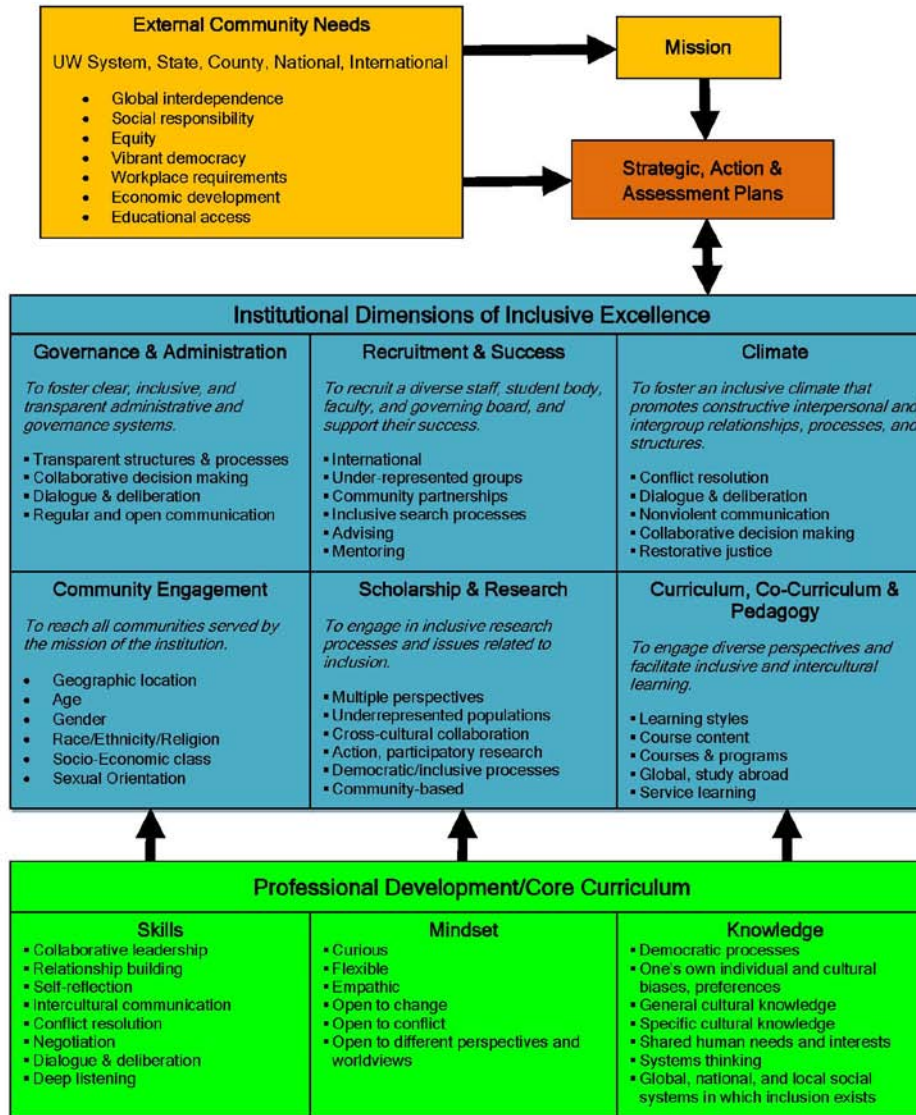 External Community Needs
UW System, State, County, National, International
• Global interdependence
• Social responsibility
• Equity
• Vibrant democracy
• Workplace requirements
• Economic development
• Educational access
Mission
Strategic, Action &
Assessment Plans
Institutional Dimensions of Inclusive Excellence
Governance & Administration
To foster clear, inclusive, and
transparent administrative and
governance systems.
▪ Transparent structures & processes
▪ Collaborative decision making
▪ Dialogue & deliberation
▪ Regular and open communication
Recruitment & Success
To recruit a diverse staff, student body,
faculty, and governing board, and
support their success.
▪ International
▪ Under-represented groups
▪ Community partnerships
▪ Inclusive search processes
▪ Advising
▪ Mentoring
Climate
To foster an inclusive climate that
promotes constructive interpersonal and
intergroup relationships, processes, and
structures.
▪ Conflict resolution
▪ Dialogue & deliberation
▪ Nonviolent communication
▪ Collaborative decision making
▪ Restorative justice
Community Engagement
To reach all communities served by
the mission of the institution.
• Geographic location
• Age
• Gender
• Race/Ethnicity/Religion
• Socio-Economic class
• Sexual Orientation
Scholarship & Research
To engage in inclusive research
processes and issues related to
inclusion.
▪ Multiple perspectives
▪ Underrepresented populations
▪ Cross-cultural collaboration
▪ Action, participatory research
▪ Democratic/inclusive processes
▪ Community-based
Curriculum, Co-Curriculum &
Pedagogy
To engage diverse perspectives and
facilitate inclusive and intercultural
learning.
▪ Learning styles
▪ Course content
▪ Courses & programs
▪ Global, study abroad
▪ Service learning
Professional Development/Core Curriculum
Skills
▪ Collaborative leadership
▪ Relationship building
▪ Self-reflection
▪ Intercultural communication
▪ Conflict resolution
▪ Negotiation
▪ Dialogue & deliberation
▪ Deep listening
Mindset
▪ Curious
▪ Flexible
▪ Empathic
▪ Open to change
▪ Open to conflict
▪ Open to different perspectives and
worldviews
Knowledge
▪ Democratic processes
▪ One's own individual and cultural
biases, preferences
▪ General cultural knowledge
▪ Specific cultural knowledge
▪ Shared human needs and interests
▪ Systems thinking
▪ Global, national, and local social
systems in which inclusion exists